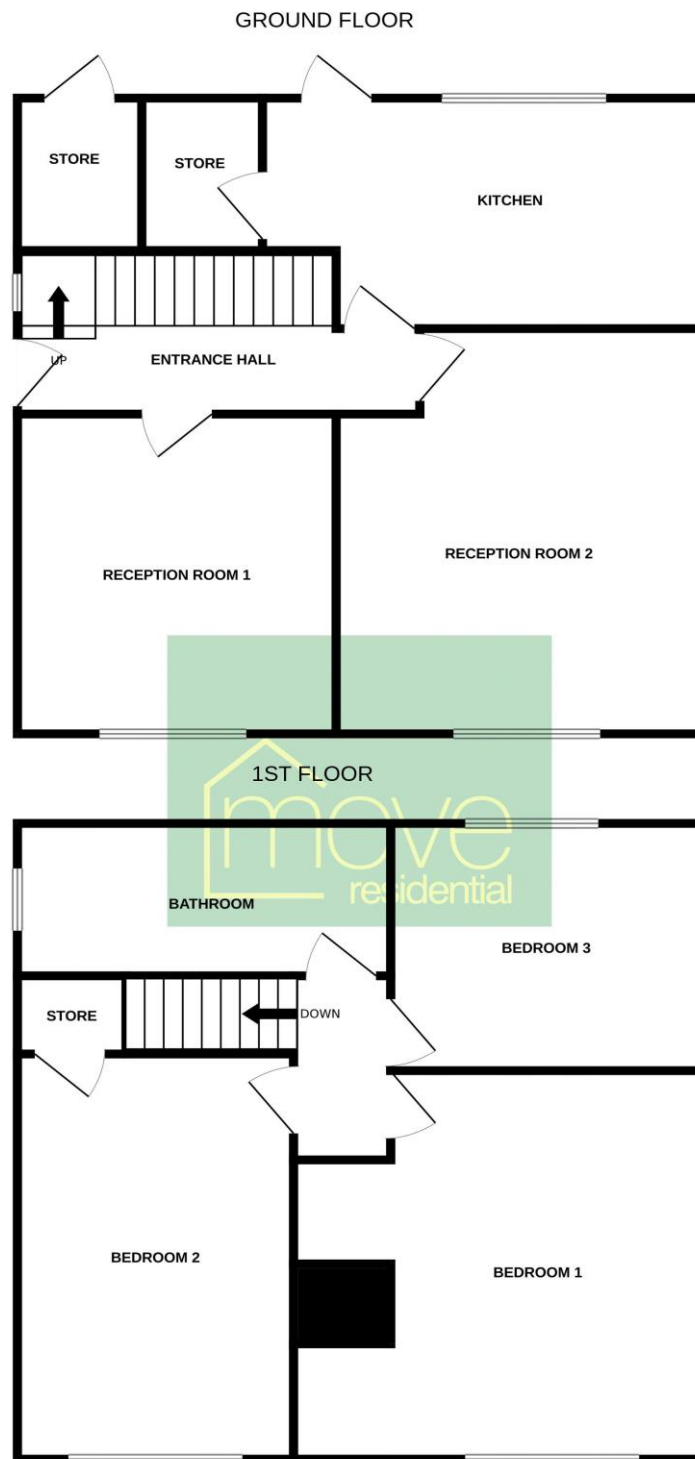 GROUND FLOOR
STORE
STORE
KITCHEN
UP
ENTRANCE HALL
RECEPTION ROOM 1
RECEPTION ROOM 2
1ST FLOOR
move
residential
BATHROOM
BEDROOM 3
STORE
DOWN
BEDROOM 2
BEDROOM 1